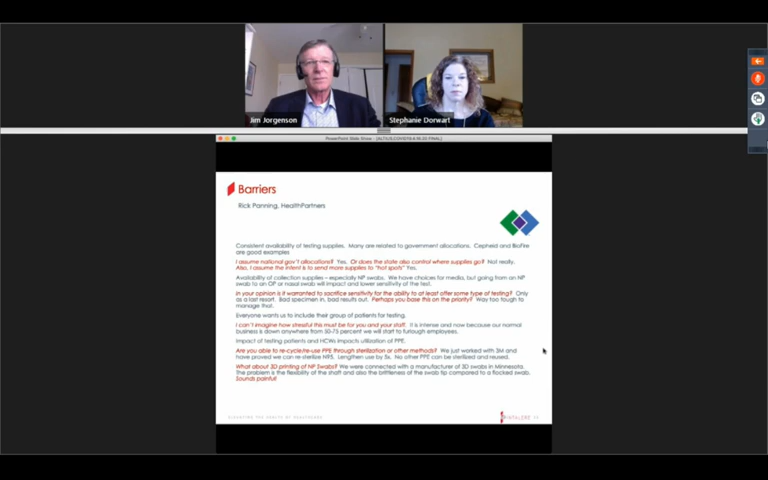 Jim Jorgenson
Stephanie Dorwart
PowerPoint Slide Show - [ALTIUS
Barriers
Rick Panning, HealthPartners
Consistent availability of testing supplies. Many are related to government allocations. Cepheid and BioFire
are good examples
I assume national gov't allocations? Yes. Or does the state also control where supplies go? Not really.
Also, I assume the intent is to send more supplies to "hot spots" Yes.
Availability of collection supplies – especially NP swabs. We have choices for media, but going from an NP
swab to an OP or nasal swab will impact and lower sensitivity of the test.
In your opinion is it warranted to sacrifice sensitivity for the ability to at least offer some type of testing? Only
as a last resort. Bad specimen in, bad results out. Perhaps you base this on the priority? Way too tough to
manage that.
Everyone wants us to include their group of patients for testing.
I can't imagine how stressful this must be for you and your staff. It is intense and now because our normal
business is down anywhere from 50-75 percent we will start to furlough employees.
Impact of testing patients and HCWs impacts utilization of PPE.
Are you able to re-cycle/re-use PPE through sterilization or other methods? We just worked with 3M and
have proved we can re sterilize N95. Lengthen use by 5x. No other PPE can be sterilized and reused.
What about 3D printing of NP Swabs? We were connected with a manufacturer of 3D swabs in Minnesota.
The problem is the flexibility of the shaft and also the brittleness of the swab tip compared to a flocked swab.
Sounds painful!